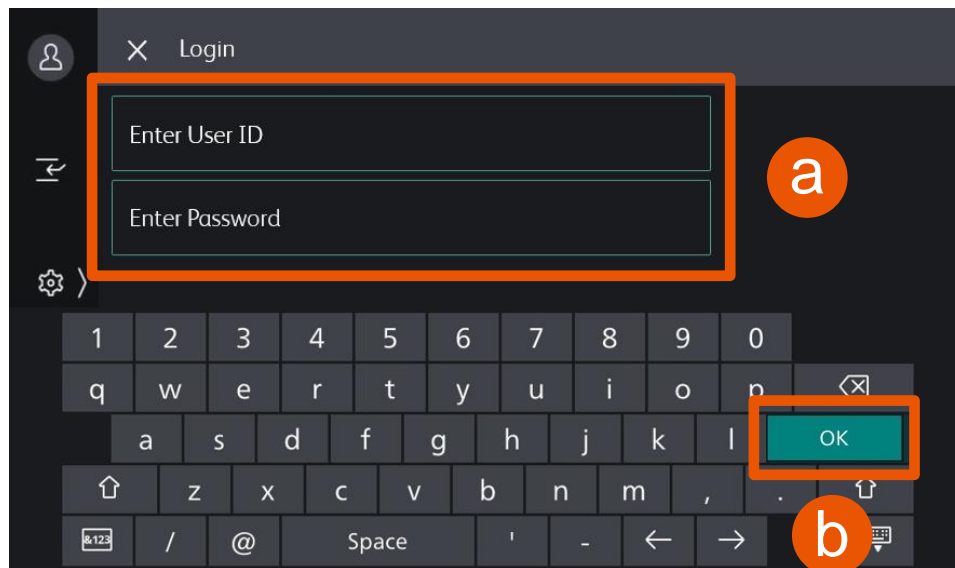 Login
Enter User ID
a
Enter Password
1 2 3 4 5 6 7 8 9 0
q w e r t y u i o p
a s d f g h j k l OK
z x c v b n m , .
&123 / @ Space ' - ← →
b